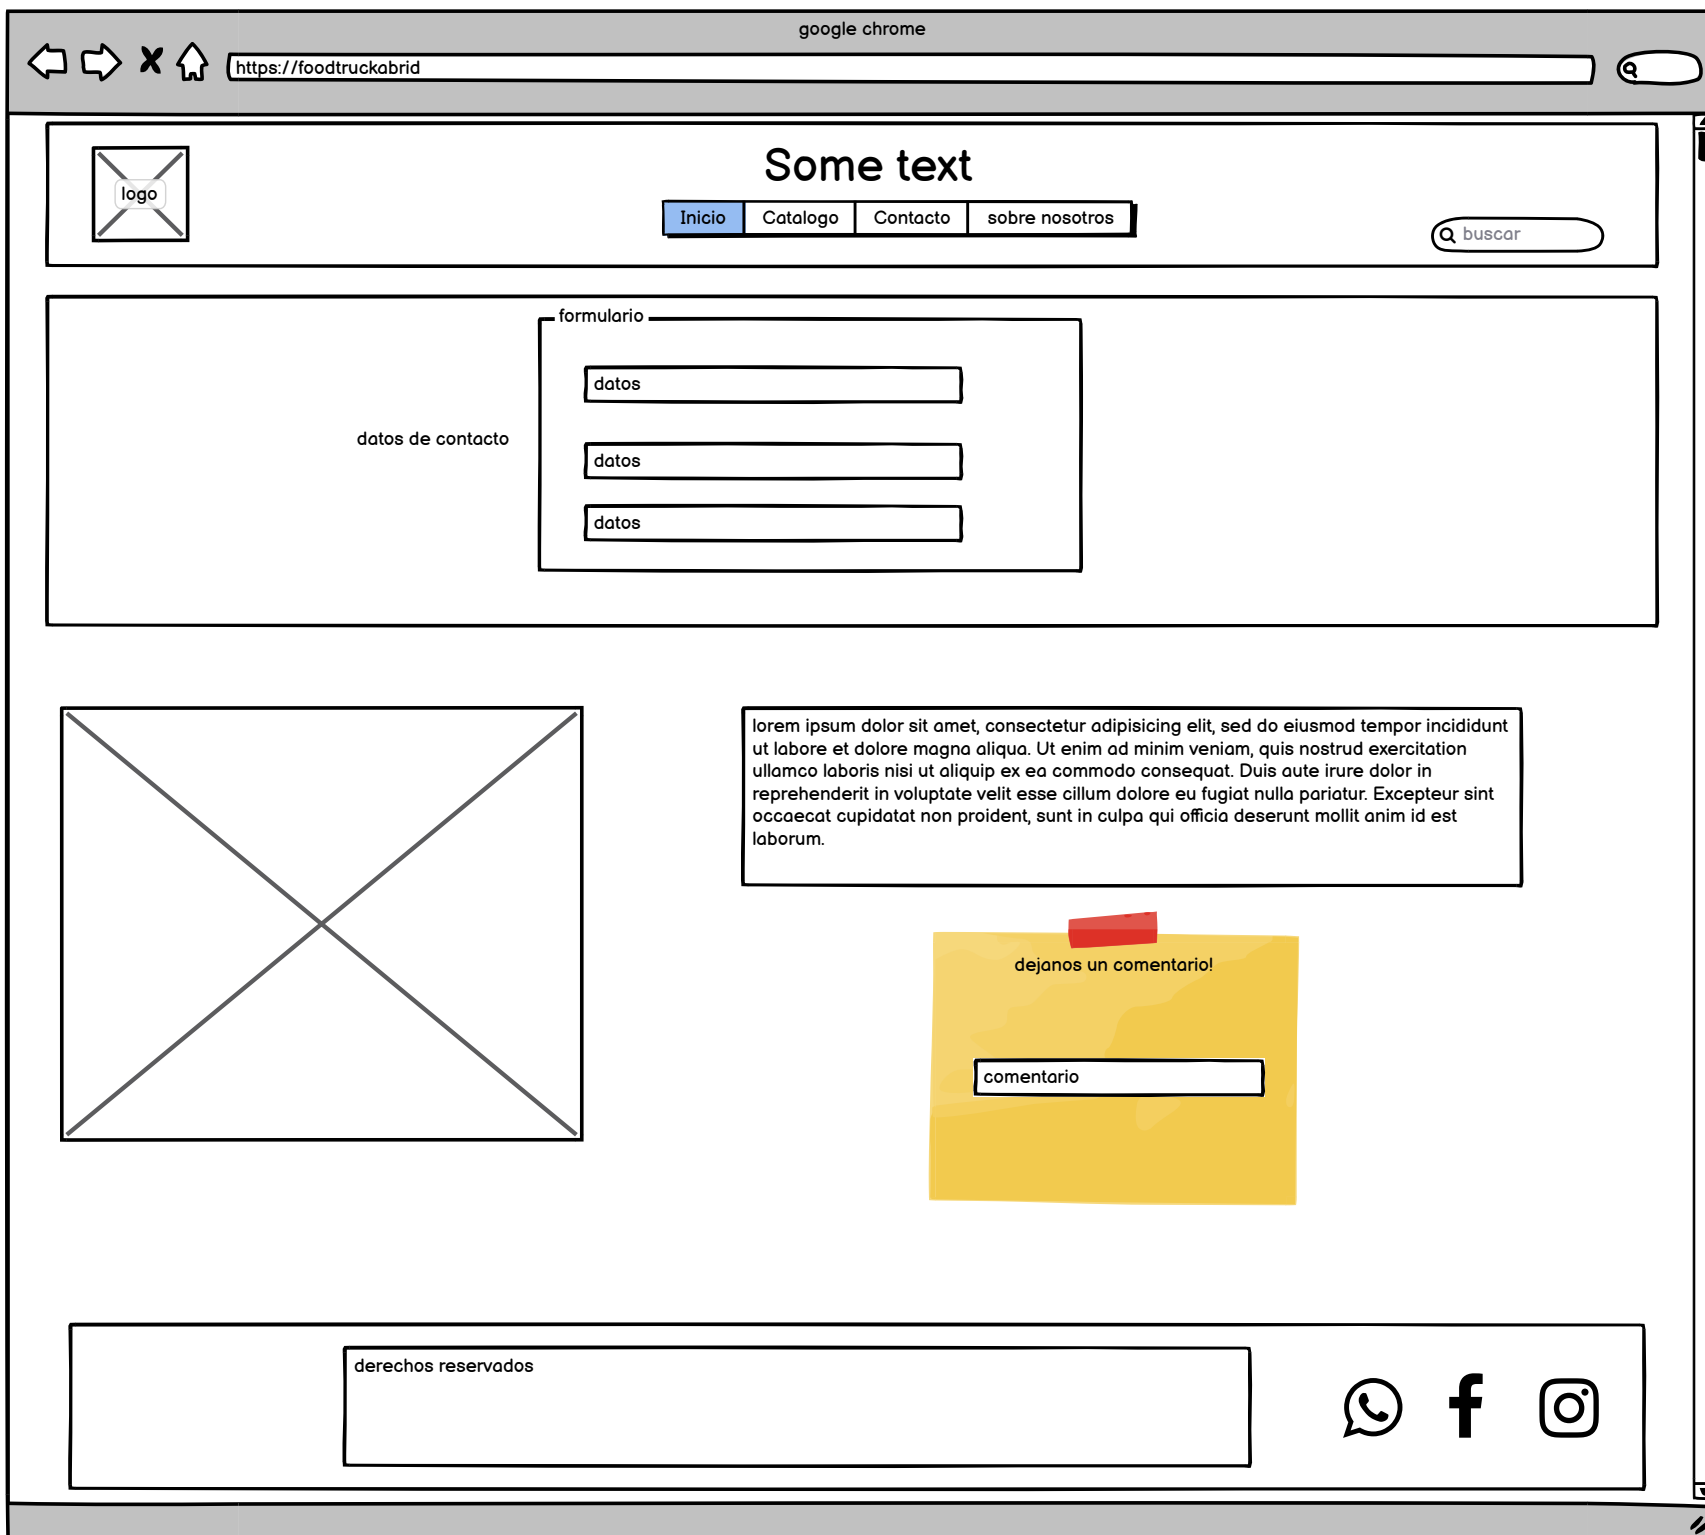 google chrome
https://foodtruckabrid
logo
Some text
Inicio Catalogo Contacto sobre nosotros
buscar
formulario
datos
datos de contacto
datos
datos
lorem ipsum dolor sit amet, consectetur adipisicing elit, sed do eiusmod tempor incididunt
ut labore et dolore magna aliqua. Ut enim ad minim veniam, quis nostrud exercitation
ullamco laboris nisi ut aliquip ex ea commodo consequat. Duis aute irure dolor in
reprehenderit in voluptate velit esse cillum dolore eu fugiat nulla pariatur. Excepteur sint
occaecat cupidatat non proident, sunt in culpa qui officia deserunt mollit anim id est
laborum.
dejanos un comentario!
comentario
derechos reservados